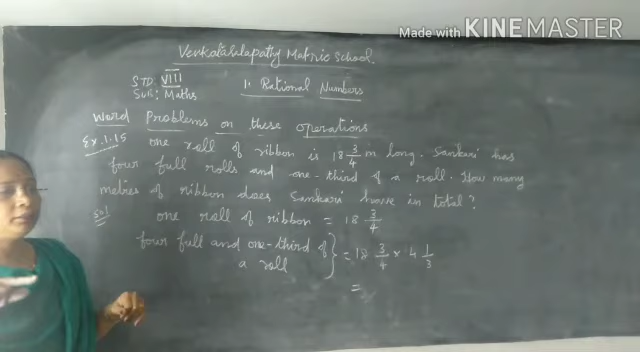 Made with KINEMASTER
Venkatalalapathy Matric School.
STD: VIII
SUB: Maths
1. Rational Numbers
Word Problems on these operations
Ex.1.15 one roll of ribbon is 18 3/4 m long. Sankari has
four full rolls and one-third of a roll. How many
metres of ribbon does Sankari have in total?
Sol one roll of ribbon = 18 3/4
four full and one-third of a roll } = 18 3/4 × 4 1/3
=